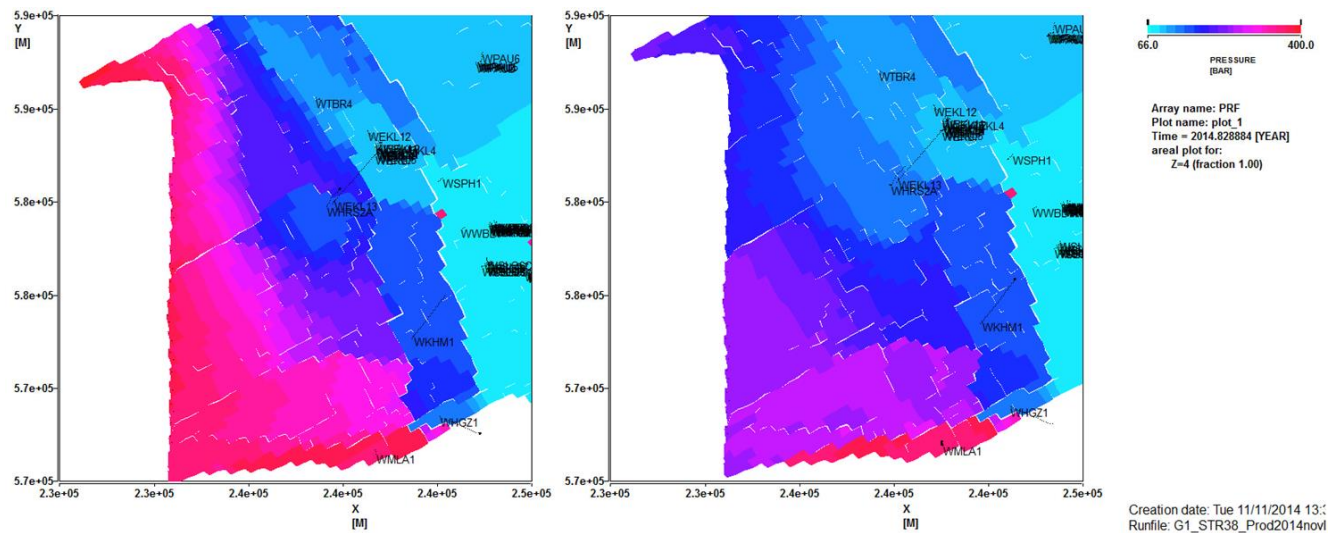 5.9e+05
Y
[M]
5.9e+05
5.8e+05
5.8e+05
5.7e+05
5.7e+05
2.3e+05
2.3e+05
2.4e+05
2.4e+05
2.4e+05
2.5e+05
X
[M]
WPAU6
WTBR4
WEKL12
WSPH1
WEKL13
WHRS2A
WKHM1
WHGZ1
WMLA1
5.9e+05
Y
[M]
5.9e+05
5.8e+05
5.8e+05
5.7e+05
5.7e+05
2.3e+05
2.3e+05
2.4e+05
2.4e+05
2.4e+05
2.5e+05
X
[M]
WPAU
WTBR4
WEKL12
WSPH1
WEKL13
WHRS2A
WKHM1
WHGZ1
WMLA1
66.0 400.0
PRESSURE
[BAR]
Array name: PRF
Plot name: plot_1
Time = 2014.828884 [YEAR]
areal plot for:
Z=4 (fraction 1.00)
Creation date: Tue 11/11/2014 13:
Runfile: G1_STR38_Prod2014nov